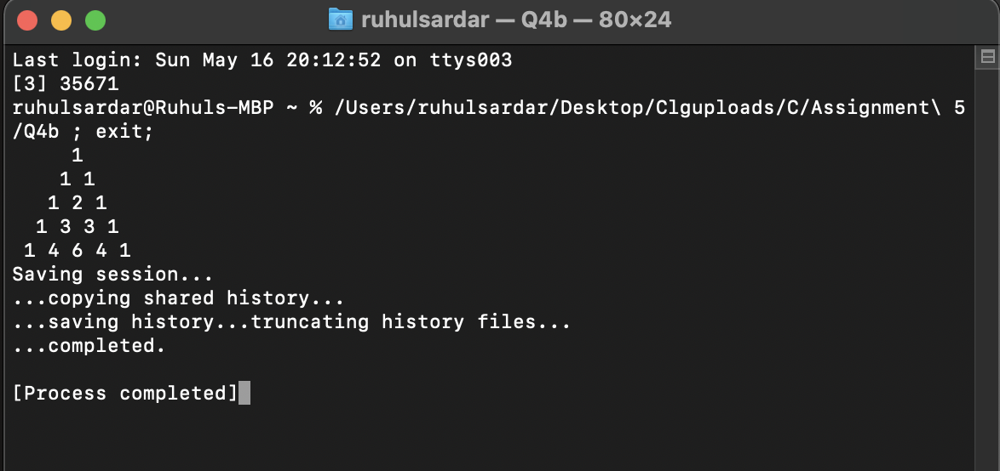 ruhulsardar — Q4b — 80×24
Last login: Sun May 16 20:12:52 on ttys003
[3] 35671
ruhulsardar@Ruhuls-MBP ~ % /Users/ruhulsardar/Desktop/Clguploads/C/Assignment\ 5
/Q4b ; exit;
     1
    1 1
   1 2 1
  1 3 3 1
 1 4 6 4 1
Saving session...
...copying shared history...
...saving history...truncating history files...
...completed.

[Process completed]